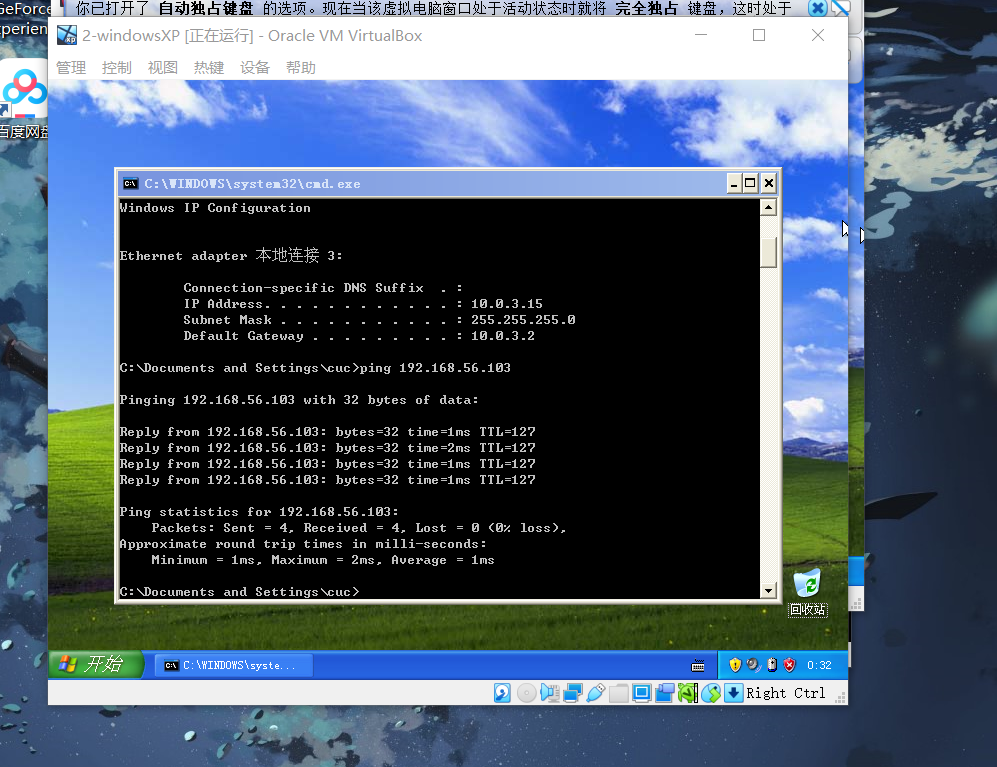 GeForce
xperien
你已打开了 自动独占键盘 的选项。现在当该虚拟电脑窗口处于活动状态时就将 完全独占 键盘，这时处于
2-windowsXP [正在运行] - Oracle VM VirtualBox
管理 控制 视图 热键 设备 帮助
百度网盘
C:\WINDOWS\system32\cmd.exe
Windows IP Configuration
Ethernet adapter 本地连接 3:
Connection-specific DNS Suffix . :
IP Address. . . . . . . . . . . . : 10.0.3.15
Subnet Mask . . . . . . . . . . . : 255.255.255.0
Default Gateway . . . . . . . . . : 10.0.3.2
C:\Documents and Settings\cuc>ping 192.168.56.103
Pinging 192.168.56.103 with 32 bytes of data:
Reply from 192.168.56.103: bytes=32 time=1ms TTL=127
Reply from 192.168.56.103: bytes=32 time=2ms TTL=127
Reply from 192.168.56.103: bytes=32 time=1ms TTL=127
Reply from 192.168.56.103: bytes=32 time=1ms TTL=127
Ping statistics for 192.168.56.103:
Packets: Sent = 4, Received = 4, Lost = 0 (0% loss),
Approximate round trip times in milli-seconds:
Minimum = 1ms, Maximum = 2ms, Average = 1ms
C:\Documents and Settings\cuc>
回收站
开始
C:\WINDOWS\syste...
0:32
Right Ctrl